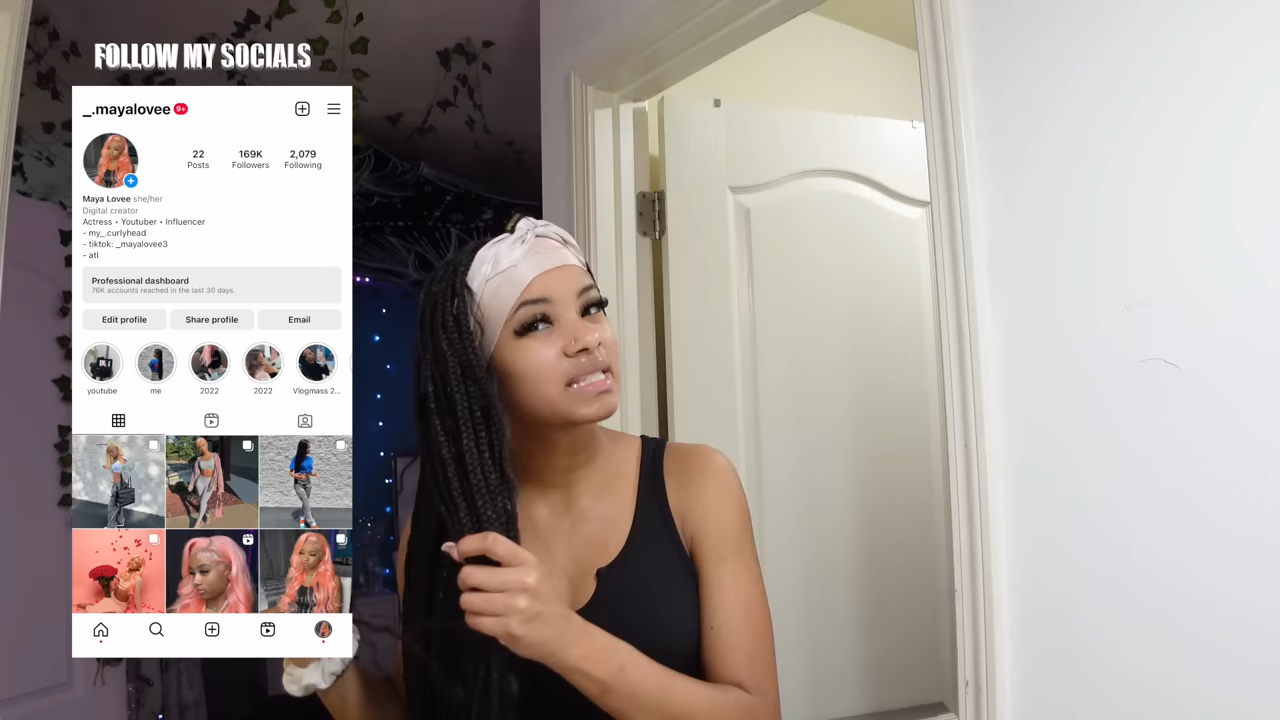 FOLLOW MY SOCIALS
_.mayalovee 9+
22 169K 2,079
Posts Followers Following
Maya Lovee she/her
Digital creator
Actress • Youtuber • Influencer
- my_.curlyhead
- tiktok: _mayalovee3
- atl
Professional dashboard
76K accounts reached in the last 30 days.
Edit profile Share profile Email
youtube me 2022 2022 Vlogmass 2...